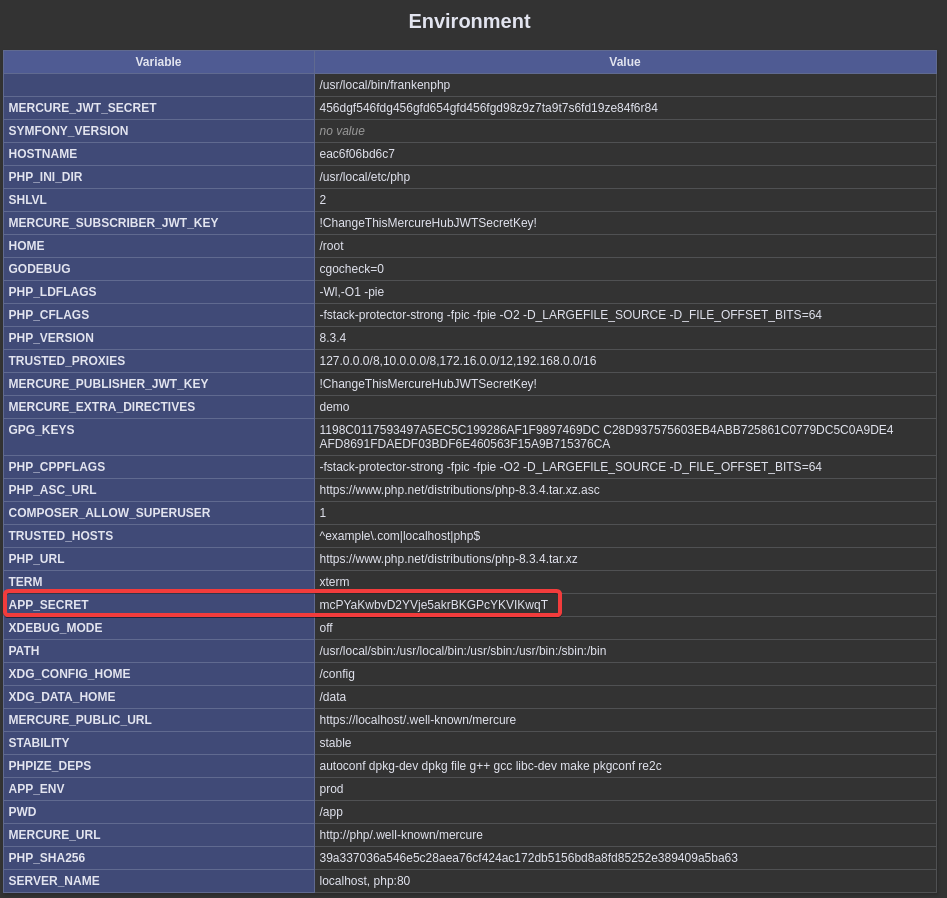 Environment
Variable Value
/usr/local/bin/frankenphp
MERCURE_JWT_SECRET 456dgf546fdg456gfd654gfd456fgd98z9z7ta9t7s6fd19ze84f6r84
SYMFONY_VERSION no value
HOSTNAME eac6f06bd6c7
PHP_INI_DIR /usr/local/etc/php
SHLVL 2
MERCURE_SUBSCRIBER_JWT_KEY !ChangeThisMercureHubJWTSecretKey!
HOME /root
GODEBUG cgocheck=0
PHP_LDFLAGS -Wl,-O1 -pie
PHP_CFLAGS -fstack-protector-strong -fpic -fpie -O2 -D_LARGEFILE_SOURCE -D_FILE_OFFSET_BITS=64
PHP_VERSION 8.3.4
TRUSTED_PROXIES 127.0.0.0/8,10.0.0.0/8,172.16.0.0/12,192.168.0.0/16
MERCURE_PUBLISHER_JWT_KEY !ChangeThisMercureHubJWTSecretKey!
MERCURE_EXTRA_DIRECTIVES demo
GPG_KEYS 1198C0117593497A5EC5C199286AF1F9897469DC C28D937575603EB4ABB725861C0779DC5C0A9DE4
AFD8691FDAEDF03BDF6E460563F15A9B715376CA
PHP_CPPFLAGS -fstack-protector-strong -fpic -fpie -O2 -D_LARGEFILE_SOURCE -D_FILE_OFFSET_BITS=64
PHP_ASC_URL https://www.php.net/distributions/php-8.3.4.tar.xz.asc
COMPOSER_ALLOW_SUPERUSER 1
TRUSTED_HOSTS ^example\.com|localhost|php$
PHP_URL https://www.php.net/distributions/php-8.3.4.tar.xz
TERM xterm
APP_SECRET mcPYaKwbvD2YVje5akrBKGPcYKVIKwqT
XDEBUG_MODE off
PATH /usr/local/sbin:/usr/local/bin:/usr/sbin:/usr/bin:/sbin:/bin
XDG_CONFIG_HOME /config
XDG_DATA_HOME /data
MERCURE_PUBLIC_URL https://localhost/.well-known/mercure
STABILITY stable
PHPIZE_DEPS autoconf dpkg-dev dpkg file g++ gcc libc-dev make pkgconf re2c
APP_ENV prod
PWD /app
MERCURE_URL http://php/.well-known/mercure
PHP_SHA256 39a337036a546e5c28aea76cf424ac172db5156bd8a8fd85252e389409a5ba63
SERVER_NAME localhost, php:80